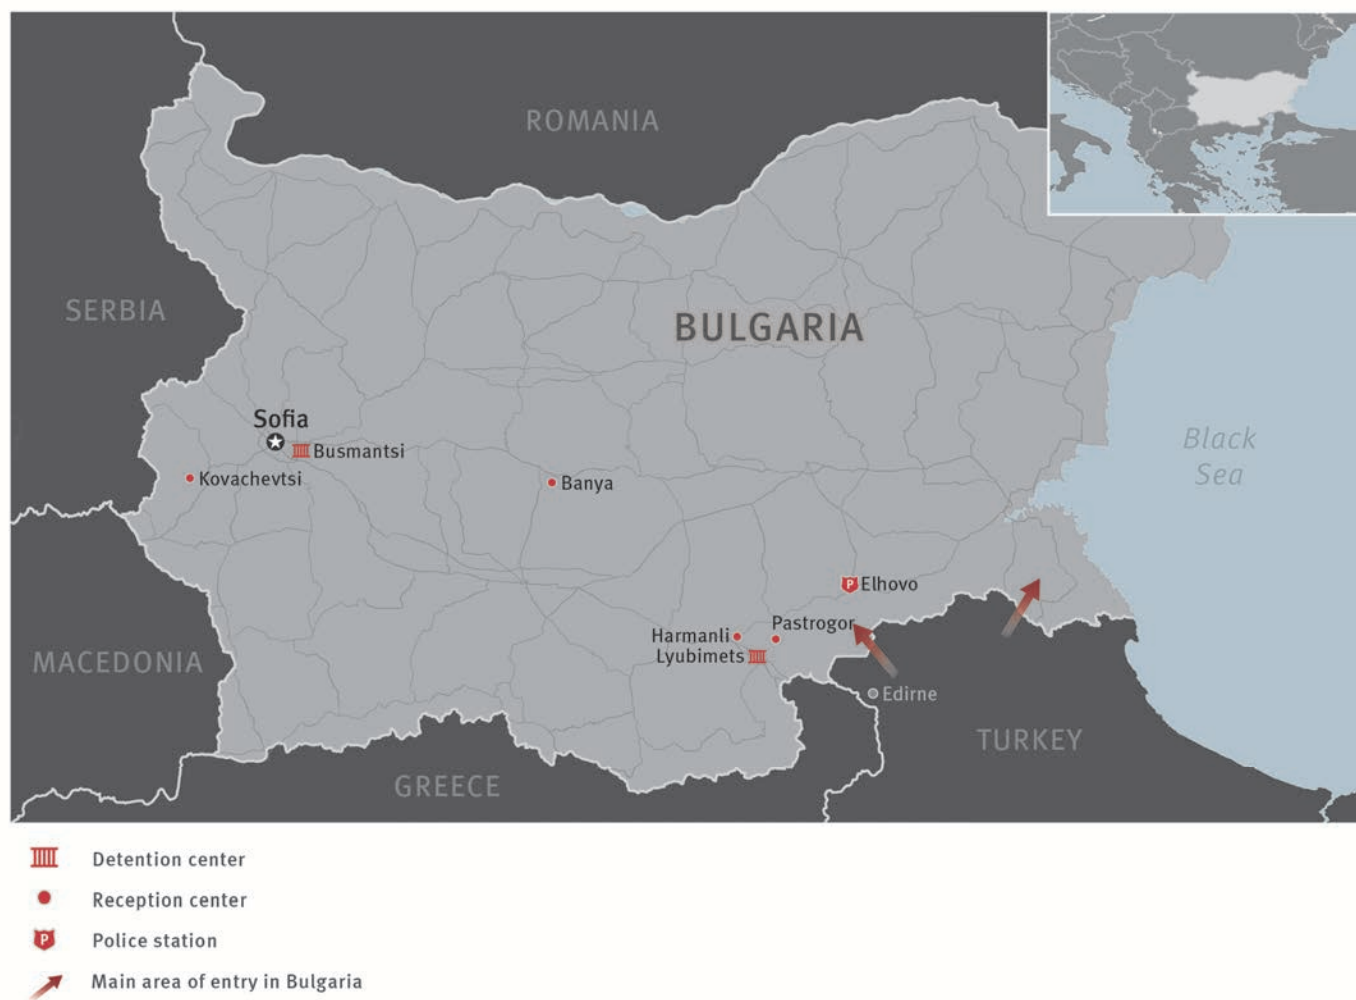 ROMANIA
SERBIA
BULGARIA
Sofia
Busmantsi
Kovachevtsi
Banya
Black
Sea
Elhovo
Pastrogor
Harmanli
Lyubimets
MACEDONIA
Edirne
TURKEY
GREECE
Detention center
Reception center
P Police station
Main area of entry in Bulgaria